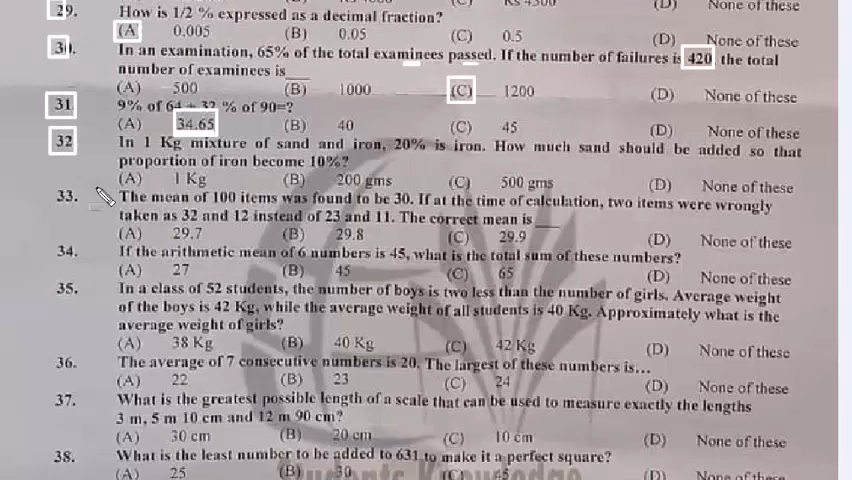 29. How is 1/2 % expressed as a decimal fraction? (D) None of these
(A) 0.005 (B) 0.05 (C) 0.5 (D) None of these
30. In an examination, 65% of the total examinees passed. If the number of failures is 420, the total
number of examinees is__
(A) 500 (B) 1000 (C) 1200 (D) None of these
31 9% of 64 + 32 % of 90=?
(A) 34.65 (B) 40 (C) 45 (D) None of these
32 In 1 Kg mixture of sand and iron, 20% is iron. How much sand should be added so that
proportion of iron become 10%?
(A) 1 Kg (B) 200 gms (C) 500 gms (D) None of these
33. The mean of 100 items was found to be 30. If at the time of calculation, two items were wrongly
taken as 32 and 12 instead of 23 and 11. The correct mean is __
(A) 29.7 (B) 29.8 (C) 29.9 (D) None of these
34. If the arithmetic mean of 6 numbers is 45, what is the total sum of these numbers?
(A) 27 (B) 45 (C) 65 (D) None of these
35. In a class of 52 students, the number of boys is two less than the number of girls. Average weight
of the boys is 42 Kg, while the average weight of all students is 40 Kg. Approximately what is the
average weight of girls?
(A) 38 Kg (B) 40 Kg (C) 42 Kg (D) None of these
36. The average of 7 consecutive numbers is 20. The largest of these numbers is...
(A) 22 (B) 23 (C) 24 (D) None of these
37. What is the greatest possible length of a scale that can be used to measure exactly the lengths
3 m, 5 m 10 cm and 12 m 90 cm?
(A) 30 cm (B) 20 cm (C) 10 cm (D) None of these
38. What is the least number to be added to 631 to make it a perfect square?
(A) 25 (B) 30 (C) 45 (D) None of these